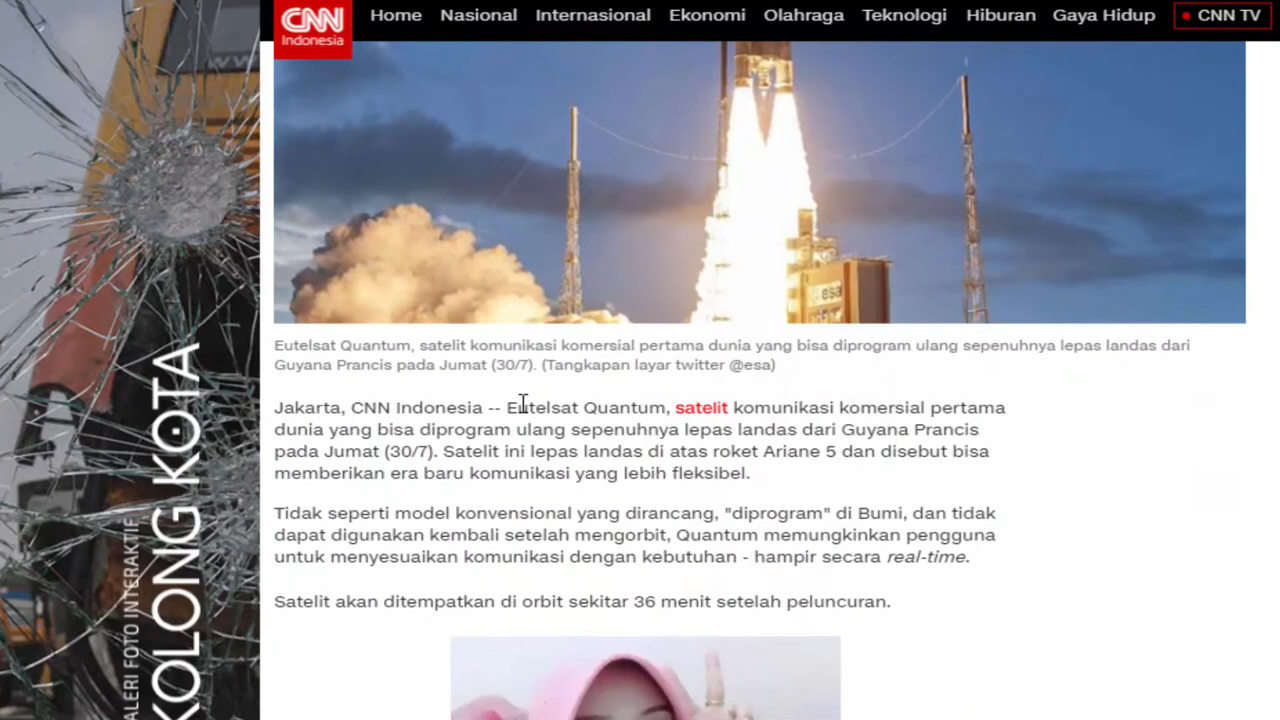 CNN
Indonesia
Home Nasional Internasional Ekonomi Olahraga Teknologi Hiburan Gaya Hidup CNN TV
esa
Eutelsat Quantum, satelit komunikasi komersial pertama dunia yang bisa diprogram ulang sepenuhnya lepas landas dari
Guyana Prancis pada Jumat (30/7). (Tangkapan layar twitter @esa)
Jakarta, CNN Indonesia -- Eutelsat Quantum, satelit komunikasi komersial pertama
dunia yang bisa diprogram ulang sepenuhnya lepas landas dari Guyana Prancis
pada Jumat (30/7). Satelit ini lepas landas di atas roket Ariane 5 dan disebut bisa
memberikan era baru komunikasi yang lebih fleksibel.
Tidak seperti model konvensional yang dirancang, "diprogram" di Bumi, dan tidak
dapat digunakan kembali setelah mengorbit, Quantum memungkinkan pengguna
untuk menyesuaikan komunikasi dengan kebutuhan - hampir secara real-time.
Satelit akan ditempatkan di orbit sekitar 36 menit setelah peluncuran.
ALERI FOTO INTERAKTIF
KOLONG KOTA